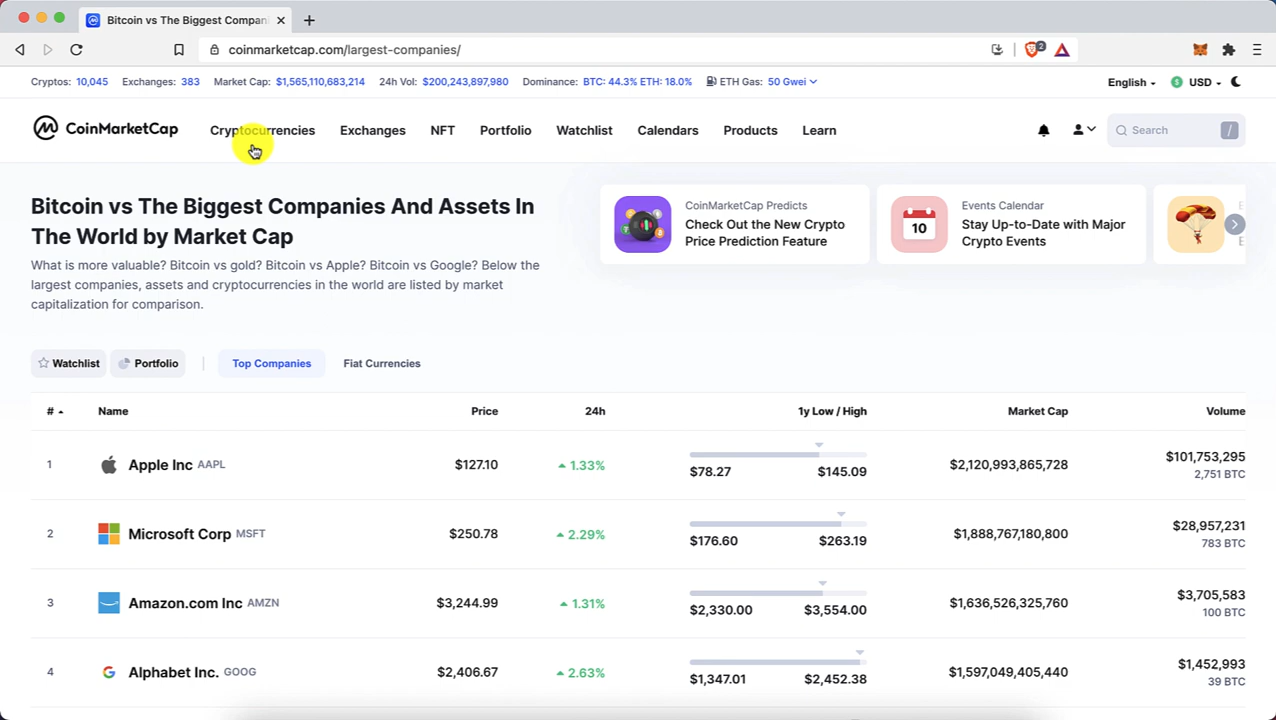 Bitcoin vs The Biggest Compani
coinmarketcap.com/largest-companies/
2
Cryptos: 10,045 Exchanges: 383 Market Cap: $1,565,110,683,214 24h Vol: $200,243,897,980 Dominance: BTC: 44.3% ETH: 18.0% ETH Gas: 50 Gwei English USD
CoinMarketCap Cryptocurrencies Exchanges NFT Portfolio Watchlist Calendars Products Learn Search /
Bitcoin vs The Biggest Companies And Assets In
The World by Market Cap
What is more valuable? Bitcoin vs gold? Bitcoin vs Apple? Bitcoin vs Google? Below the
largest companies, assets and cryptocurrencies in the world are listed by market
capitalization for comparison.
CoinMarketCap Predicts
Check Out the New Crypto
Price Prediction Feature
10
Events Calendar
Stay Up-to-Date with Major
Crypto Events
Watchlist Portfolio Top Companies Fiat Currencies
# Name Price 24h 1y Low / High Market Cap Volume
1 Apple Inc AAPL $127.10 1.33% $78.27 $145.09 $2,120,993,865,728 $101,753,295
2,751 BTC
2 Microsoft Corp MSFT $250.78 2.29% $176.60 $263.19 $1,888,767,180,800 $28,957,231
783 BTC
3 Amazon.com Inc AMZN $3,244.99 1.31% $2,330.00 $3,554.00 $1,636,526,325,760 $3,705,583
100 BTC
4 Alphabet Inc. GOOG $2,406.67 2.63% $1,347.01 $2,452.38 $1,597,049,405,440 $1,452,993
39 BTC